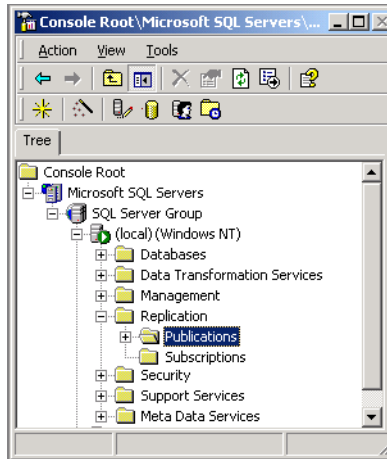 Console Root\Microsoft SQL Servers\...
Action View Tools
Tree
Console Root
Microsoft SQL Servers
SQL Server Group
(local) (Windows NT)
Databases
Data Transformation Services
Management
Replication
Publications
Subscriptions
Security
Support Services
Meta Data Services